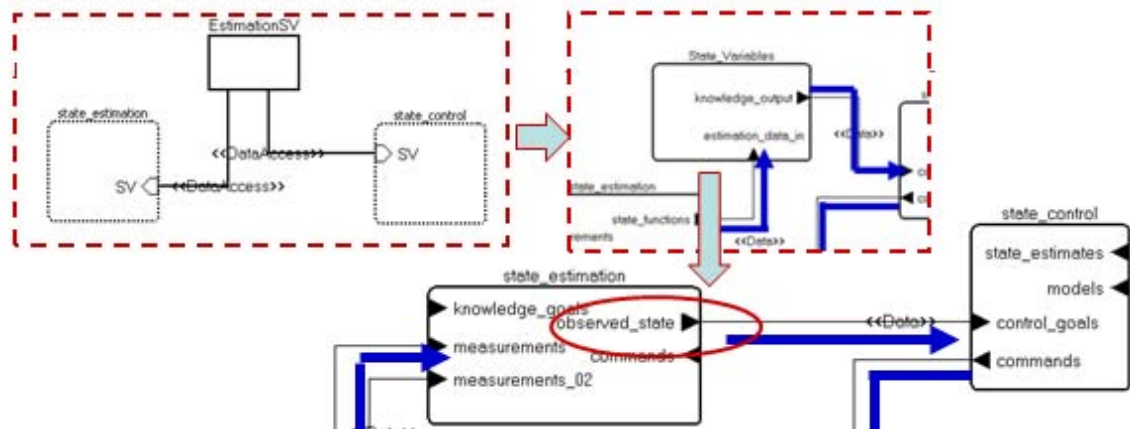 EstimationSV
state_estimation
state_control
<<DataAccess>>
SV
SV
<<DataAccess>>
State_Variables
knowledge_output
<<Data>>
estimation_data_in
state_estimation
state_functions
<<Data>>
state_control
state_estimates
models
control_goals
commands
state_estimation
knowledge_goals
observed_state
<<Data>>
measurements
commands
measurements_02